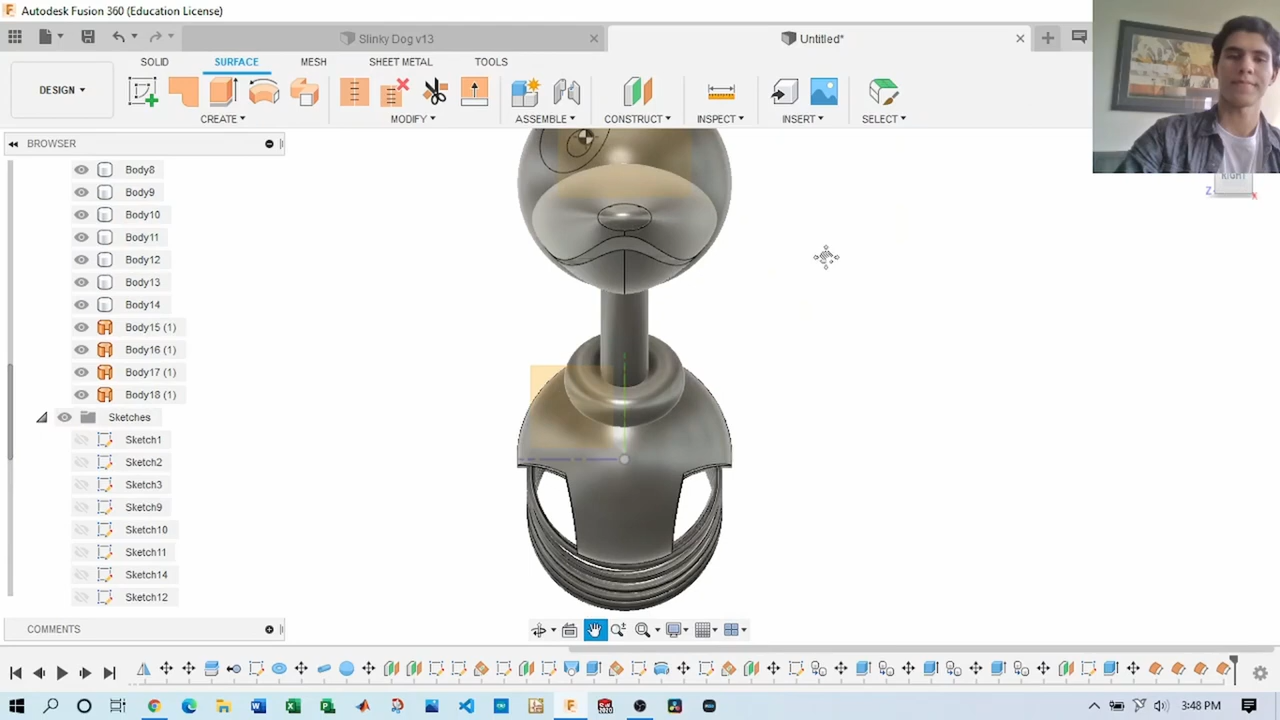 Autodesk Fusion 360 (Education License)
Slinky Dog v13
Untitled*
SOLID SURFACE MESH SHEET METAL TOOLS
DESIGN
CREATE MODIFY ASSEMBLE CONSTRUCT INSPECT INSERT SELECT
BROWSER
RIGHT
Z
X
Body8
Body9
Body10
Body11
Body12
Body13
Body14
Body15 (1)
Body16 (1)
Body17 (1)
Body18 (1)
Sketches
Sketch1
Sketch2
Sketch3
Sketch9
Sketch10
Sketch11
Sketch14
Sketch12
COMMENTS
3:48 PM